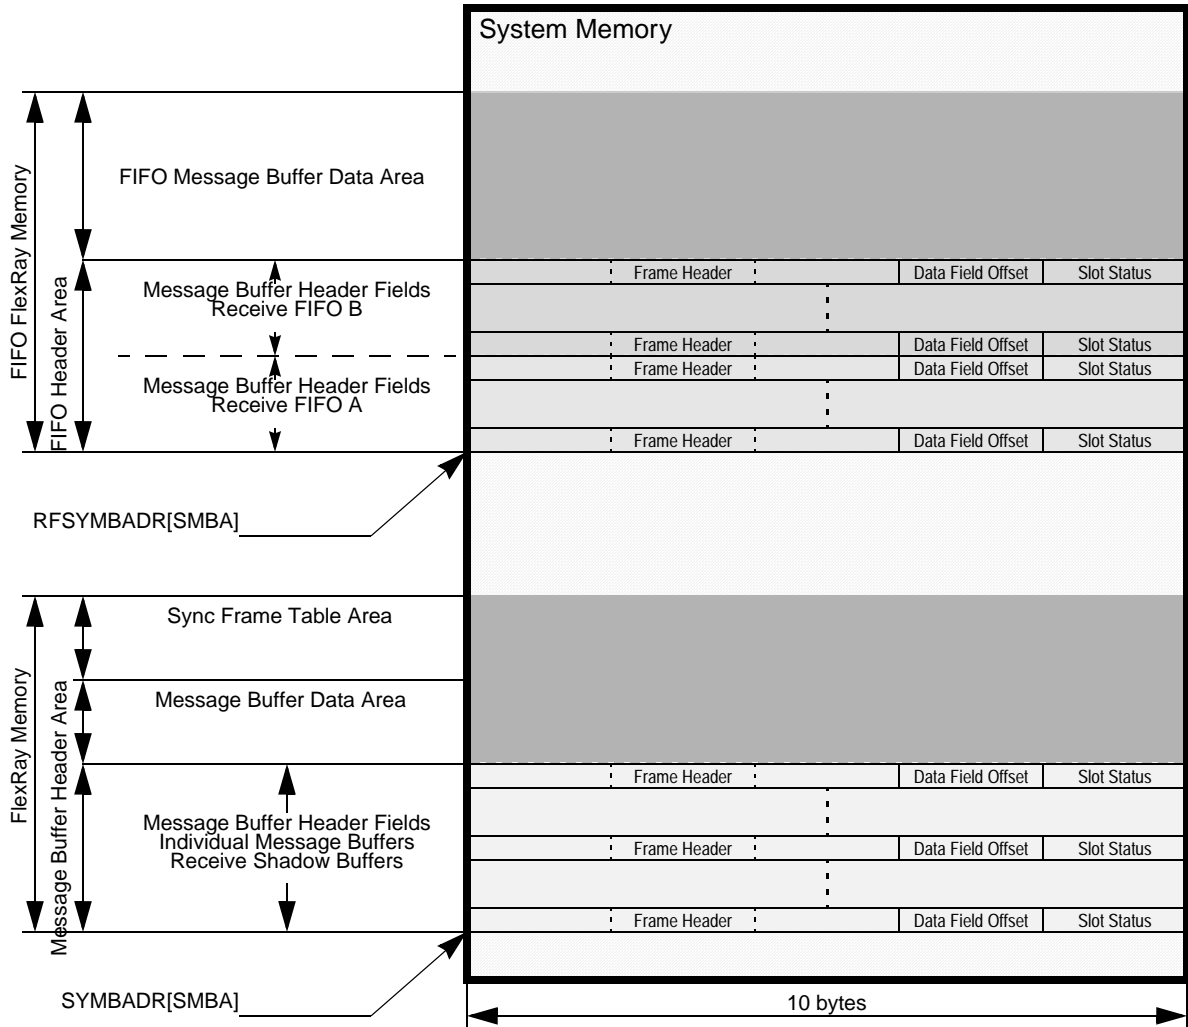 System Memory
FIFO FlexRay Memory
FIFO Message Buffer Data Area
FIFO Header Area
Frame Header Data Field Offset Slot Status
Message Buffer Header Fields
Receive FIFO B
Frame Header Data Field Offset Slot Status
Frame Header Data Field Offset Slot Status
Message Buffer Header Fields
Receive FIFO A
Frame Header Data Field Offset Slot Status
RFSYMBADR[SMBA]
FlexRay Memory
Sync Frame Table Area
Message Buffer Header Area
Message Buffer Data Area
Frame Header Data Field Offset Slot Status
Message Buffer Header Fields
Individual Message Buffers
Receive Shadow Buffers
Frame Header Data Field Offset Slot Status
Frame Header Data Field Offset Slot Status
SYMBADR[SMBA]
10 bytes